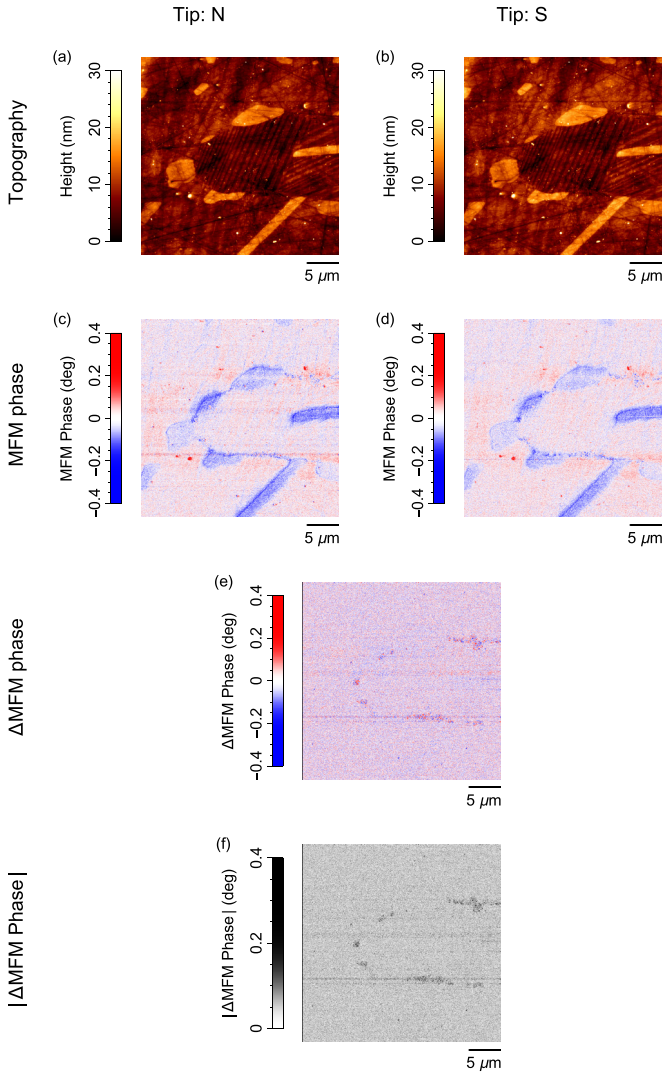 Tip: N
Tip: S
Topography
(a)
Height (nm)
0
10
20
30
5 µm
(b)
Height (nm)
0
10
20
30
5 µm
MFM phase
(c)
MFM Phase (deg)
−0.4
−0.2
0
0.2
0.4
5 µm
(d)
MFM Phase (deg)
−0.4
−0.2
0
0.2
0.4
5 µm
ΔMFM phase
(e)
ΔMFM Phase (deg)
−0.4
−0.2
0
0.2
0.4
5 µm
|ΔMFM Phase|
(f)
|ΔMFM Phase| (deg)
0
0.2
0.4
5 µm